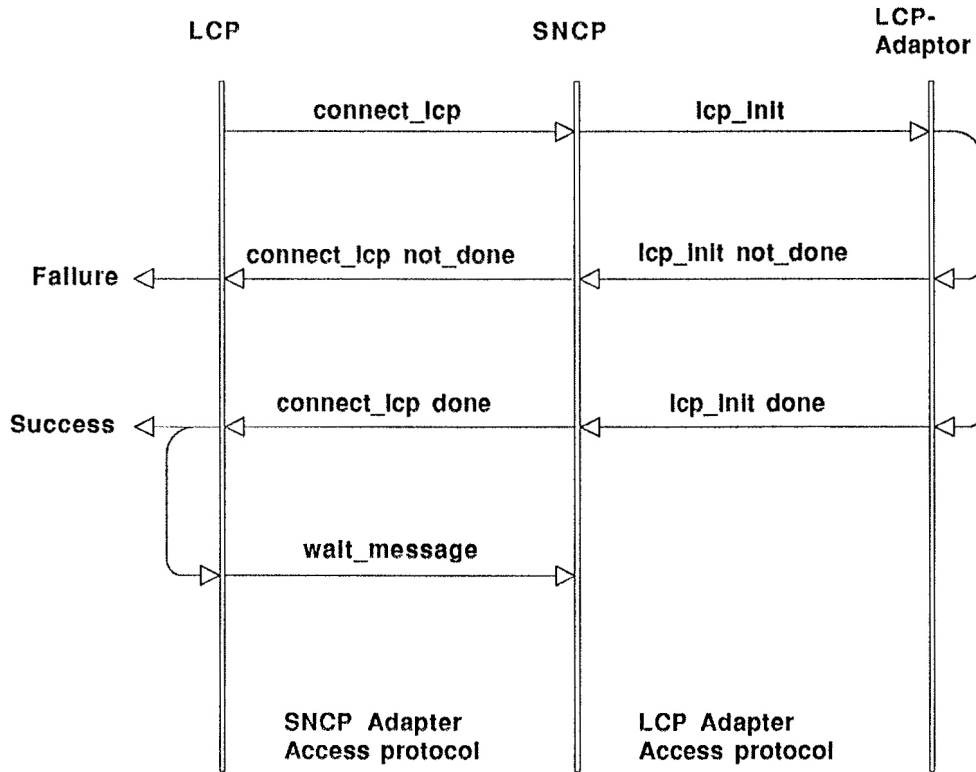 LCP
SNCP
LCP-
Adaptor
connect_lcp
lcp_init
connect_lcp not_done
lcp_init not_done
Failure
connect_lcp done
lcp_init done
Success
wait_message
SNCP Adapter
Access protocol
LCP Adapter
Access protocol